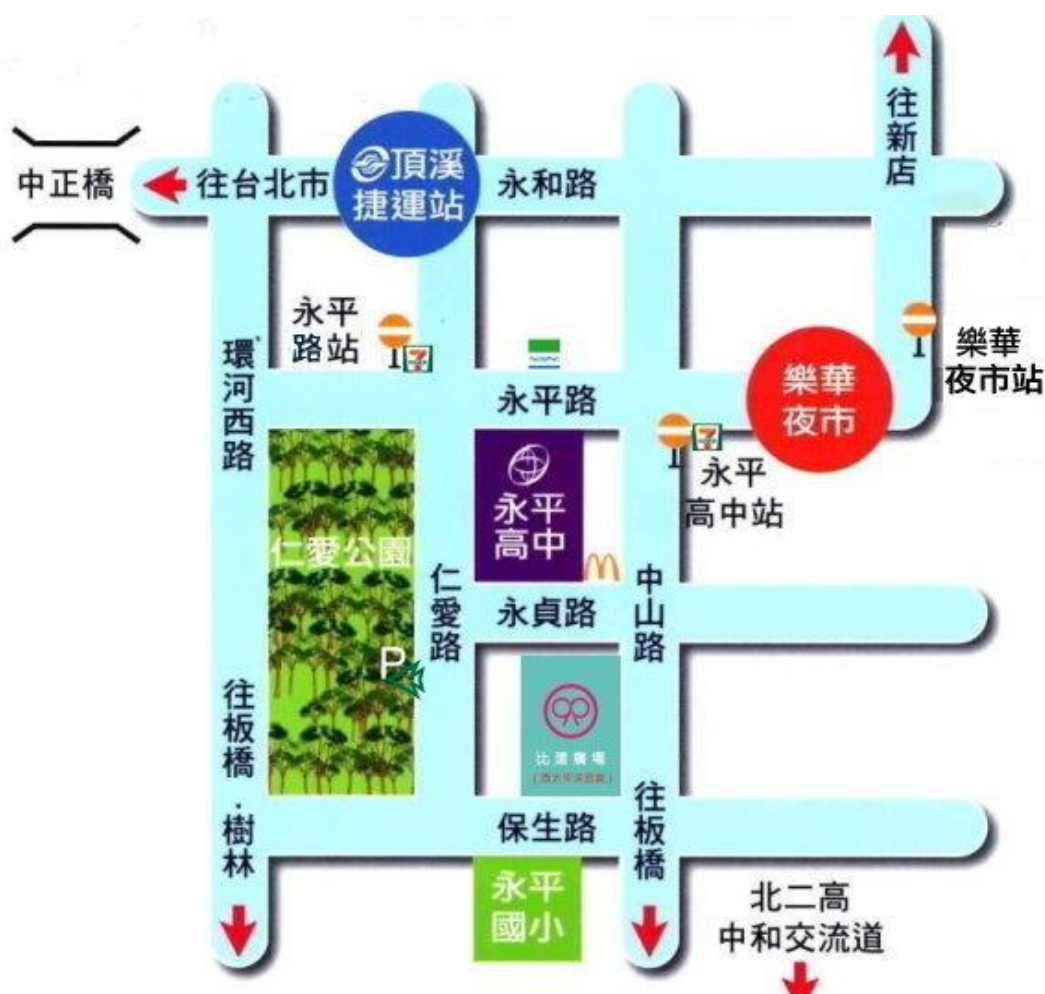 往新店
中正橋
往台北市
頂溪
捷運站
永和路
永平
路站
樂華
夜市站
環河西路
永平路
樂華
夜市
永平
高中
永平
高中站
仁愛公園
仁愛路
永貞路
中山路
P
往板橋．樹林
比漾廣場
保生路
往板橋
永平
國小
北二高
中和交流道